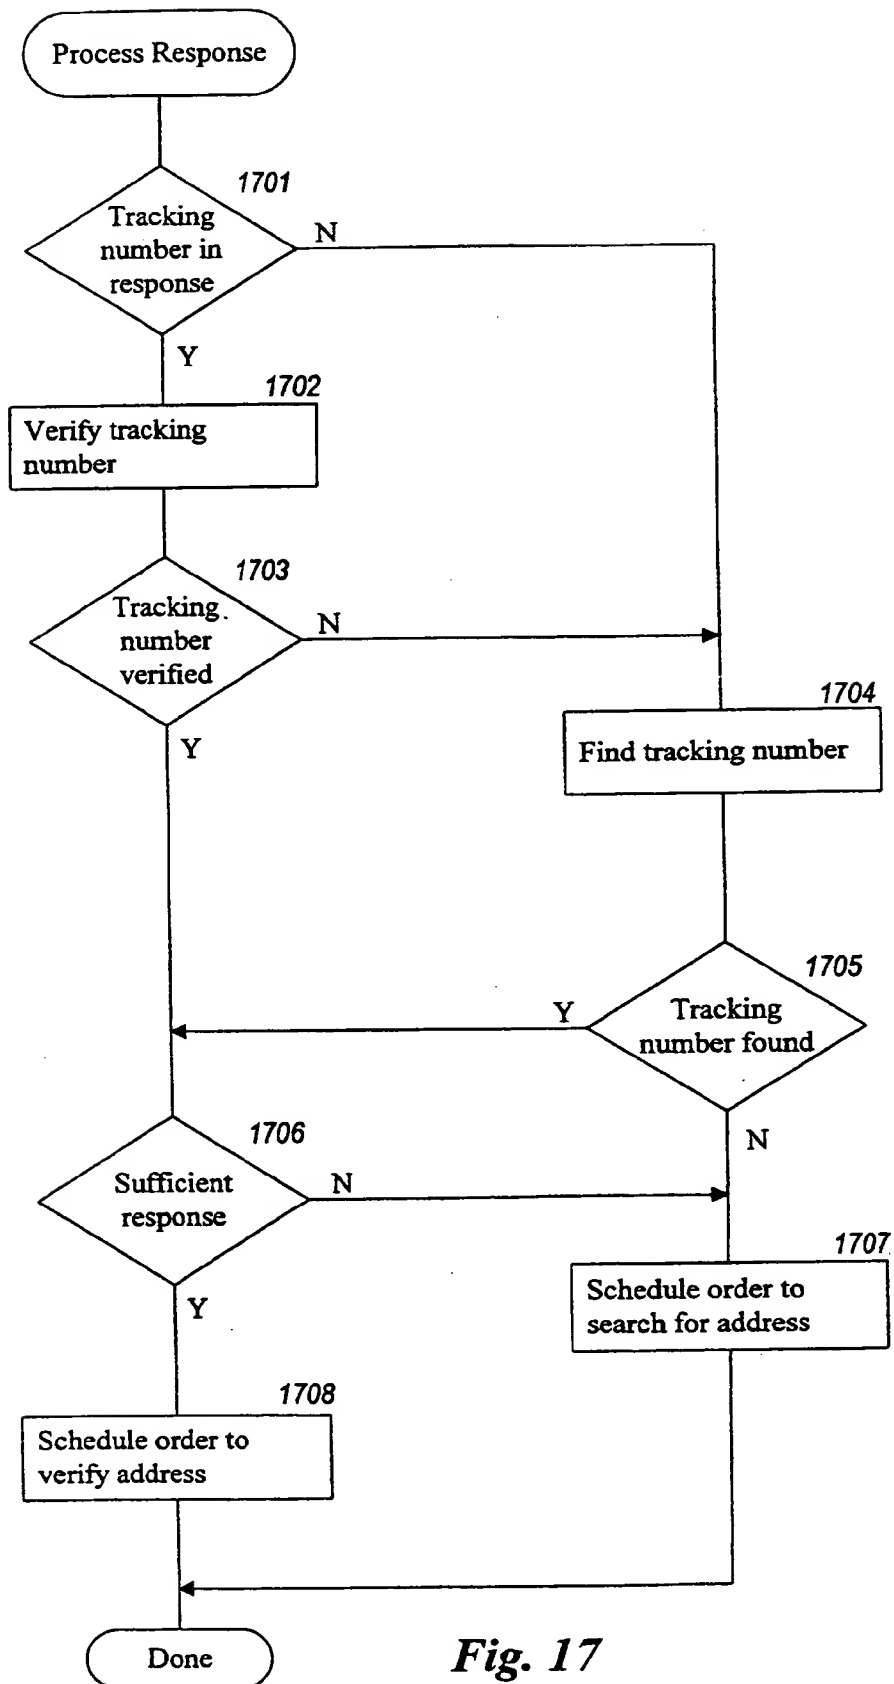 Process Response
1701
Tracking
number in
response
N
Y
1702
Verify tracking
number
1703
Tracking
number
verified
N
Y
1704
Find tracking number
1705
Tracking
number found
Y
N
1706
Sufficient
response
N
Y
1707
Schedule order to
search for address
1708
Schedule order to
verify address
Done
Fig. 17